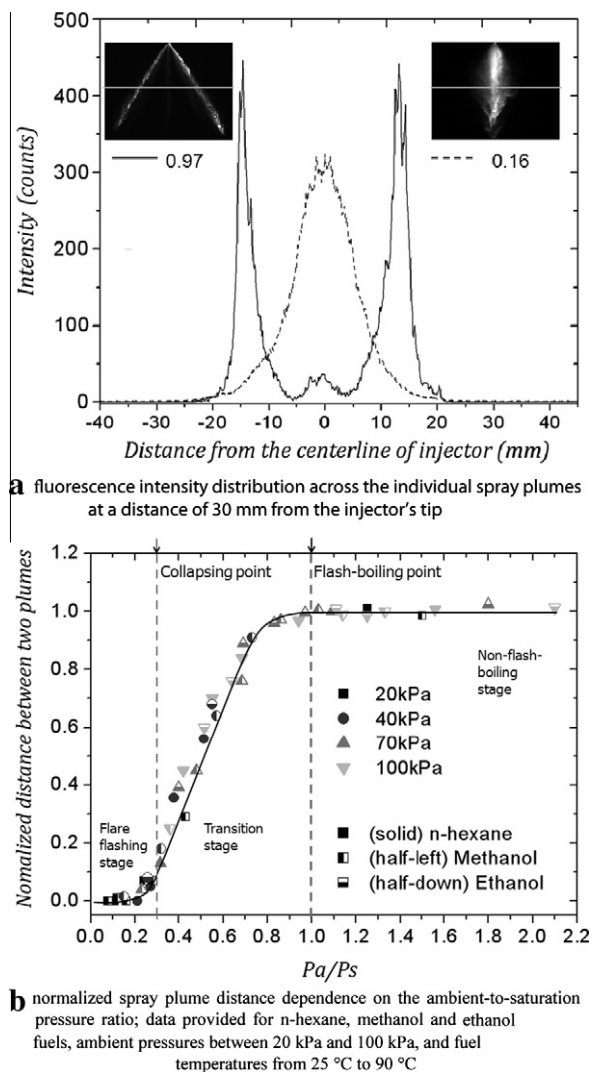 500
400
300
200
100
0
Intensity (counts)
0.97
0.16
-40 -30 -20 -10 0 10 20 30 40
Distance from the centerline of injector (mm)
a fluorescence intensity distribution across the individual spray plumes
at a distance of 30 mm from the injector's tip
1.2
1.0
0.8
0.6
0.4
0.2
0.0
Nomalized distance between two plumes
Collapsing point
Flash-boiling point
Non-flash-
boiling
stage
20kPa
40kPa
70kPa
100kPa
Flare
flashing
stage
Transition
stage
(solid) n-hexane
(half-left) Methanol
(half-down) Ethanol
0.0 0.2 0.4 0.6 0.8 1.0 1.2 1.4 1.6 1.8 2.0 2.2
Pa/Ps
b normalized spray plume distance dependence on the ambient-to-saturation
pressure ratio; data provided for n-hexane, methanol and ethanol
fuels, ambient pressures between 20 kPa and 100 kPa, and fuel
temperatures from 25 °C to 90 °C